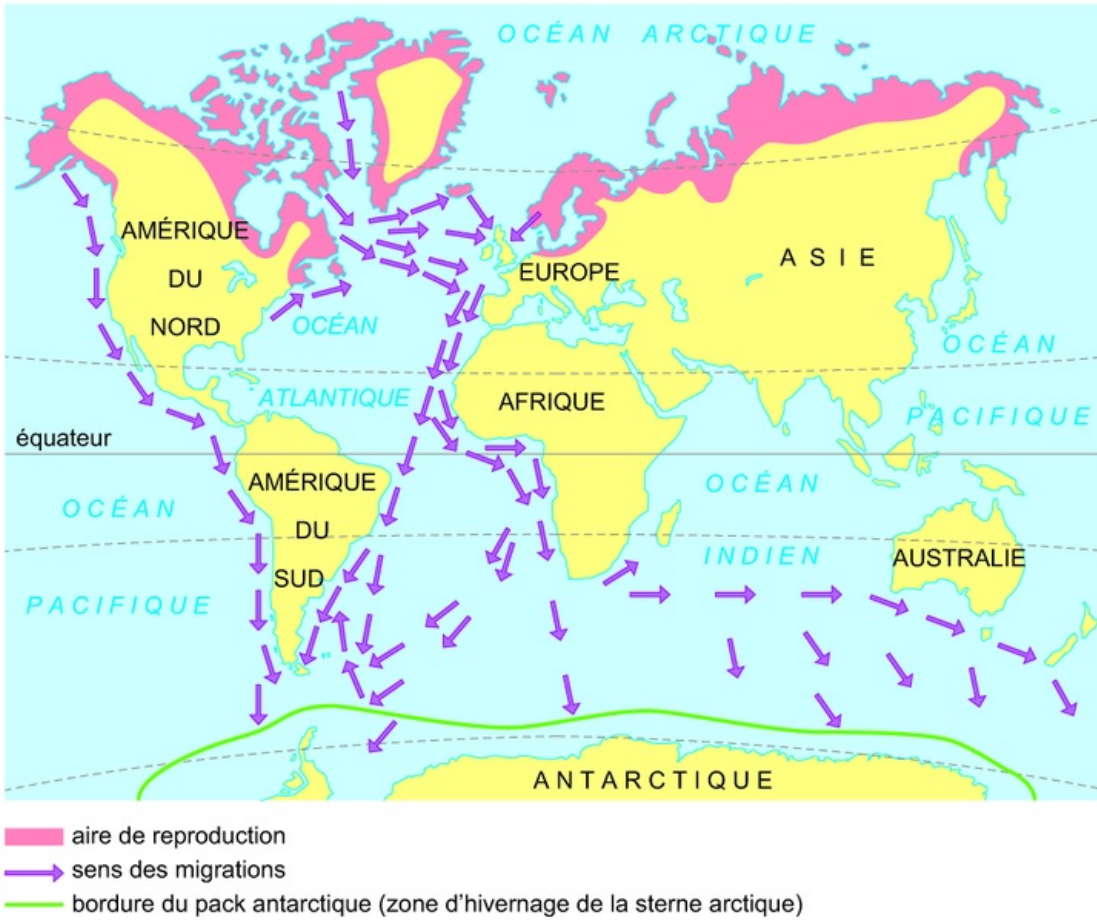 OCÉAN ARCTIQUE
AMÉRIQUE
DU
NORD
EUROPE
ASIE
OCÉAN
ATLANTIQUE
AFRIQUE
OCÉAN
PACIFIQUE
équateur
AMÉRIQUE
DU
SUD
OCÉAN
PACIFIQUE
OCÉAN
INDIEN
AUSTRALIE
ANTARCTIQUE
aire de reproduction
sens des migrations
bordure du pack antarctique (zone d'hivernage de la sterne arctique)